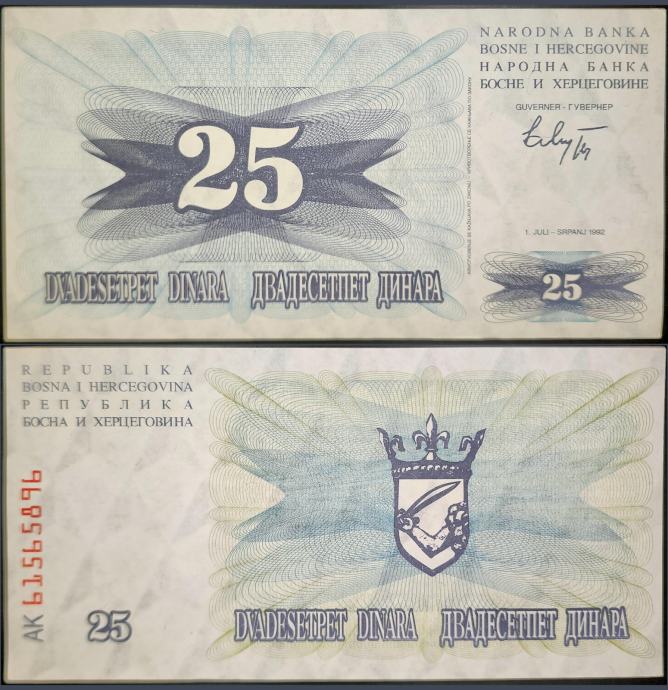 NARODNA BANKA
BOSNE I HERCEGOVINE
НАРОДНА БАНКА
БОСНЕ И ХЕРЦЕГОВИНЕ
GUVERNER - ГУВЕРНЕР
25
1. JULI – SRPANJ 1992
25
DVADESETPET DINARA ДВАДЕСЕТПЕТ ДИНАРА
REPUBLIKA
BOSNA I HERCEGOVINA
РЕПУБЛИКА
БОСНА И ХЕРЦЕГОВИНА
AK 61565896
25
DVADESETPET DINARA ДВАДЕСЕТПЕТ ДИНАРА